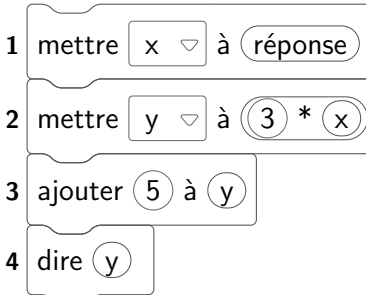 1 mettre x à réponse
2 mettre y à 3 * x
3 ajouter 5 à y
4 dire y